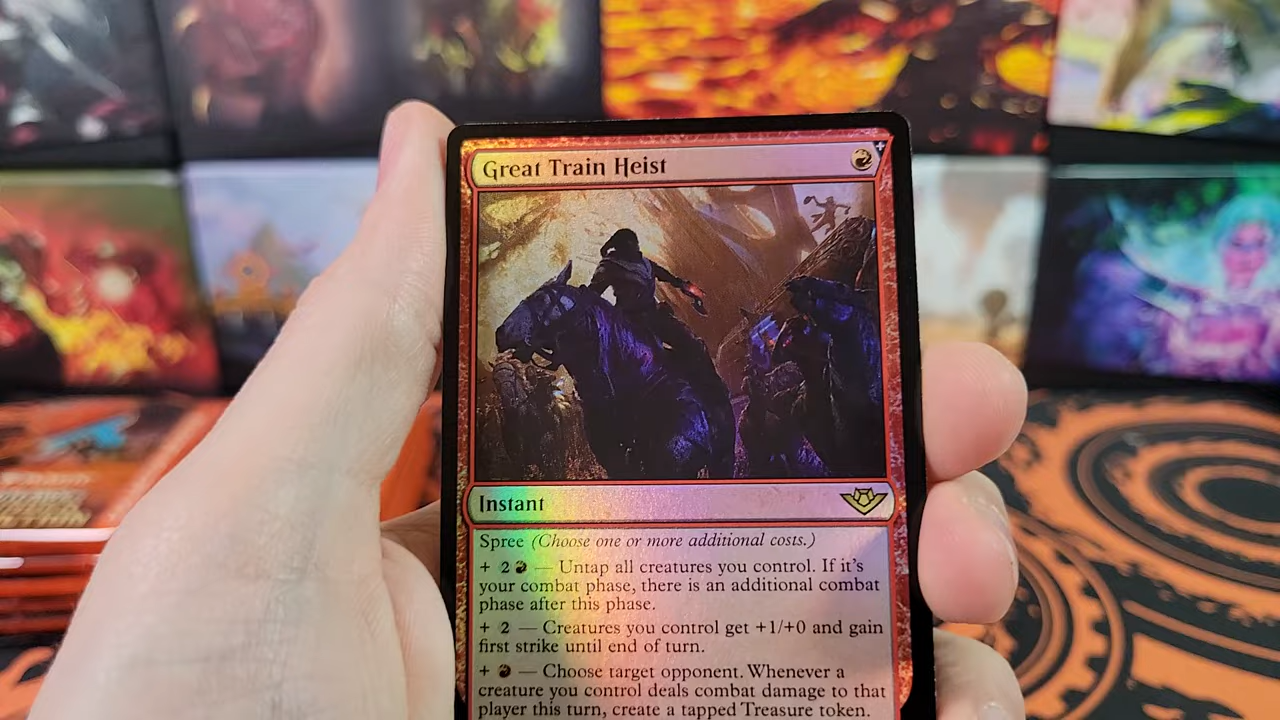 Great Train Heist
Instant
Spree (Choose one or more additional costs.)
+ 2 — Untap all creatures you control. If it's
your combat phase, there is an additional combat
phase after this phase.
+ 2 — Creatures you control get +1/+0 and gain
first strike until end of turn.
+ — Choose target opponent. Whenever a
creature you control deals combat damage to that
player this turn, create a tapped Treasure token.